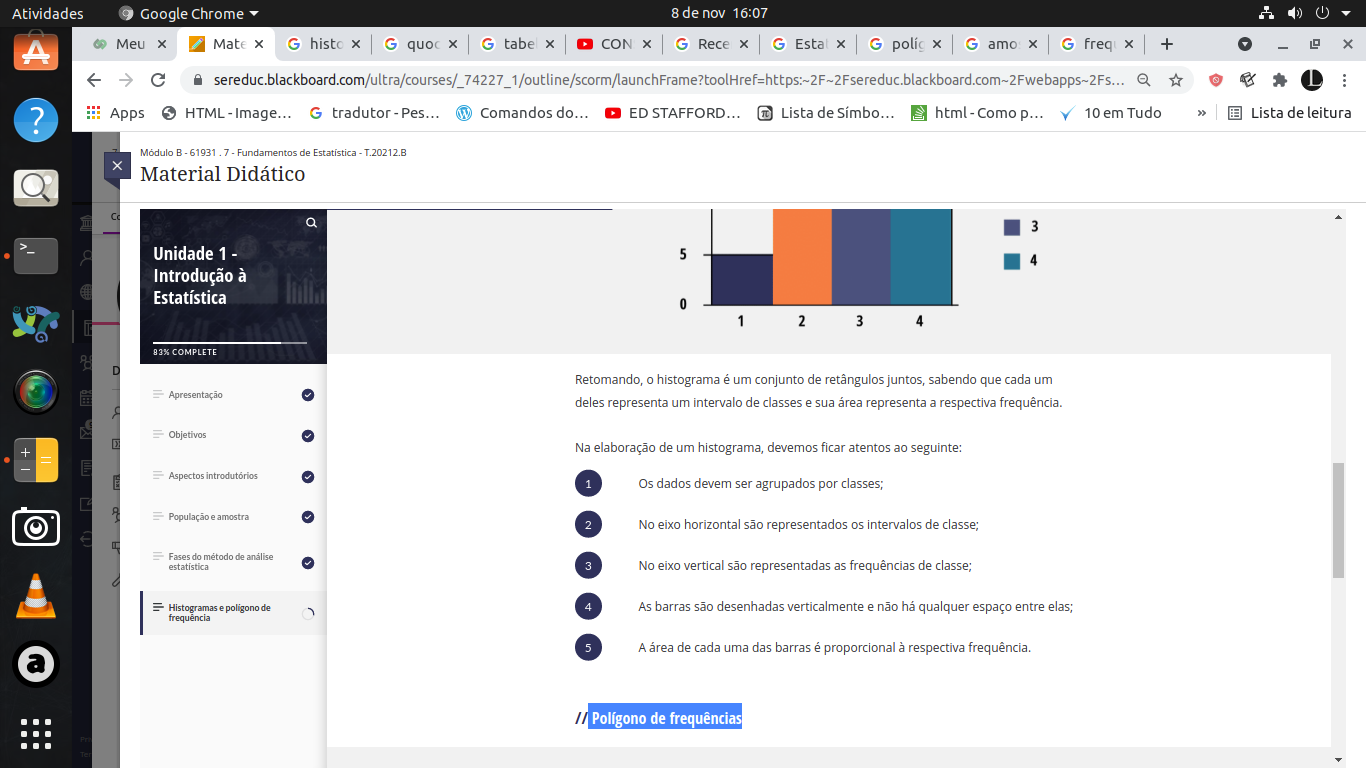 Atividades
Google Chrome
8 de nov 16:07
Meu
Mate
histo
quoc
tabe
CON
Rece
Estat
políg
amos
frequ
sereduc.blackboard.com/ultra/courses/_74227_1/outline/scorm/launchFrame?toolHref=https:~2F~2Fsereduc.blackboard.com~2Fwebapps~2Fs...
Apps
HTML - Image...
tradutor - Pes...
Comandos do...
ED STAFFORD...
Lista de Símbo...
html - Como p...
10 em Tudo
»
Lista de leitura
Módulo B - 61931 . 7 - Fundamentos de Estatística - T.20212.B
Material Didático
Unidade 1 -
Introdução à
Estatística
83% COMPLETE
Apresentação
Objetivos
Aspectos introdutórios
População e amostra
Fases do método de análise
estatística
Histogramas e polígono de
frequência
5
0
1
2
3
4
3
4
Retomando, o histograma é um conjunto de retângulos juntos, sabendo que cada um
deles representa um intervalo de classes e sua área representa a respectiva frequência.
Na elaboração de um histograma, devemos ficar atentos ao seguinte:
1 Os dados devem ser agrupados por classes;
2 No eixo horizontal são representados os intervalos de classe;
3 No eixo vertical são representadas as frequências de classe;
4 As barras são desenhadas verticalmente e não há qualquer espaço entre elas;
5 A área de cada uma das barras é proporcional à respectiva frequência.
// Polígono de frequências